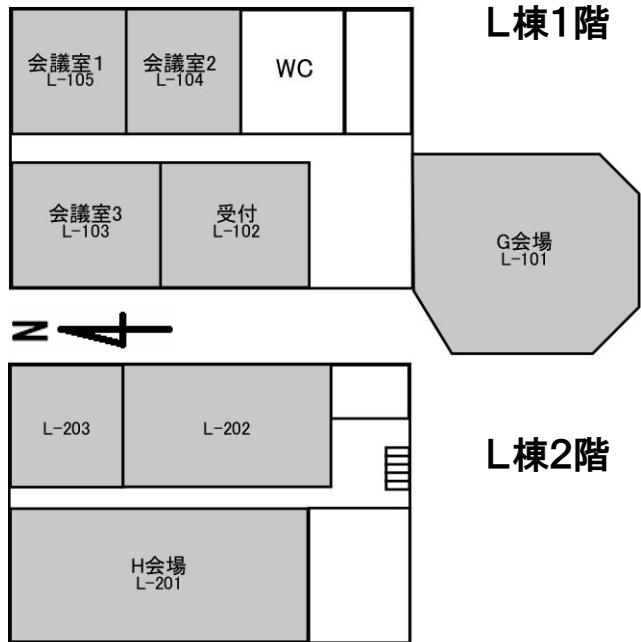 L棟1階
会議室1
L-105
会議室2
L-104
WC
会議室3
L-103
受付
L-102
G会場
L-101
N
L-203
L-202
L棟2階
H会場
L-201